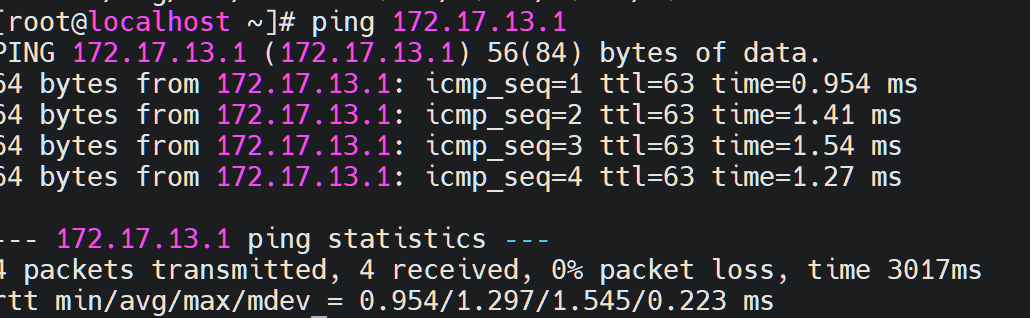 [root@localhost ~]# ping 172.17.13.1
PING 172.17.13.1 (172.17.13.1) 56(84) bytes of data.
64 bytes from 172.17.13.1: icmp_seq=1 ttl=63 time=0.954 ms
64 bytes from 172.17.13.1: icmp_seq=2 ttl=63 time=1.41 ms
64 bytes from 172.17.13.1: icmp_seq=3 ttl=63 time=1.54 ms
64 bytes from 172.17.13.1: icmp_seq=4 ttl=63 time=1.27 ms
--- 172.17.13.1 ping statistics ---
4 packets transmitted, 4 received, 0% packet loss, time 3017ms
rtt min/avg/max/mdev = 0.954/1.297/1.545/0.223 ms